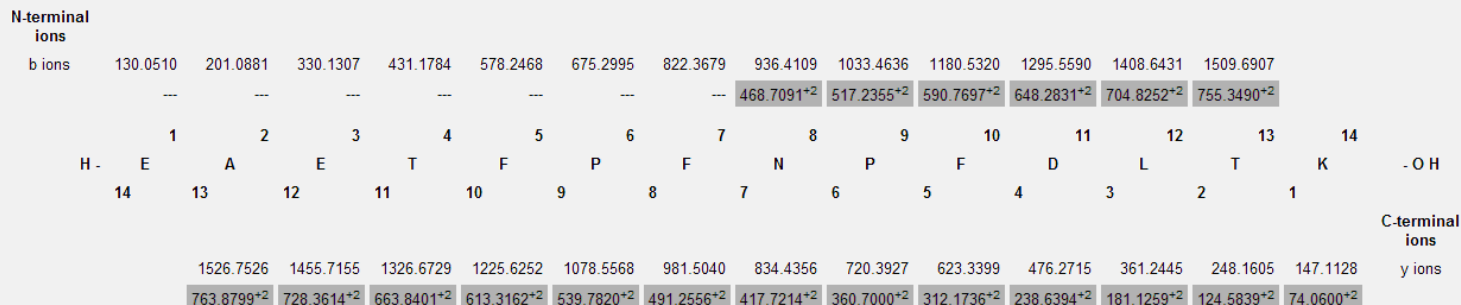 N-terminal
ions
b ions 130.0510 201.0881 330.1307 431.1784 578.2468 675.2995 822.3679 936.4109 1033.4636 1180.5320 1295.5590 1408.6431 1509.6907
--- --- --- --- --- --- --- 468.7091+2 517.2355+2 590.7697+2 648.2831+2 704.8252+2 755.3490+2
1 2 3 4 5 6 7 8 9 10 11 12 13 14
H - E A E T F P F N P F D L T K - O H
14 13 12 11 10 9 8 7 6 5 4 3 2 1
C-terminal
ions
1526.7526 1455.7155 1326.6729 1225.6252 1078.5568 981.5040 834.4356 720.3927 623.3399 476.2715 361.2445 248.1605 147.1128 y ions
763.8799+2 728.3614+2 663.8401+2 613.3162+2 539.7820+2 491.2556+2 417.7214+2 360.7000+2 312.1736+2 238.6394+2 181.1259+2 124.5839+2 74.0600+2